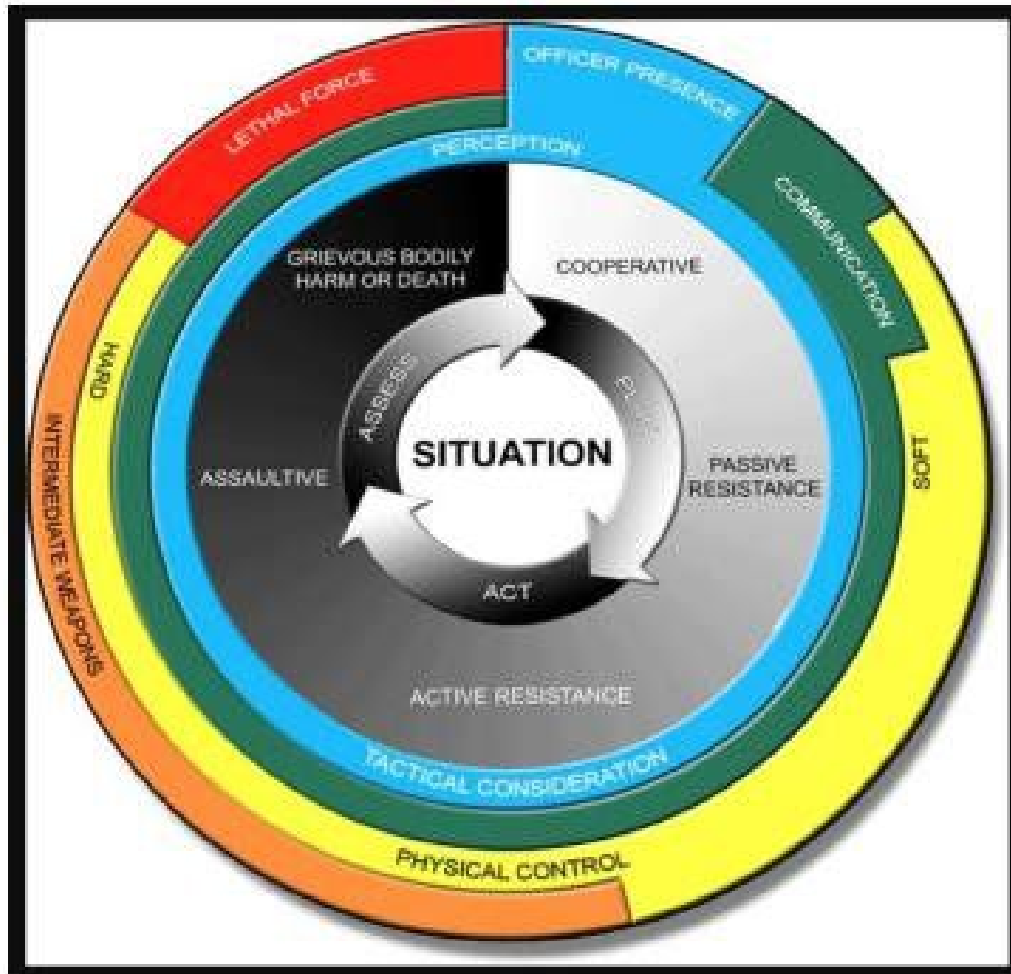 LETHAL FORCE
OFFICER PRESENCE
PERCEPTION
COMMUNICATION
GRIEVOUS BODILY
HARM OR DEATH
COOPERATIVE
ASSESS
SITUATION
HARD
SOFT
ASSAULTIVE
PASSIVE
RESISTANCE
INTERMEDIATE WEAPONS
ACT
ACTIVE RESISTANCE
TACTICAL CONSIDERATION
PHYSICAL CONTROL